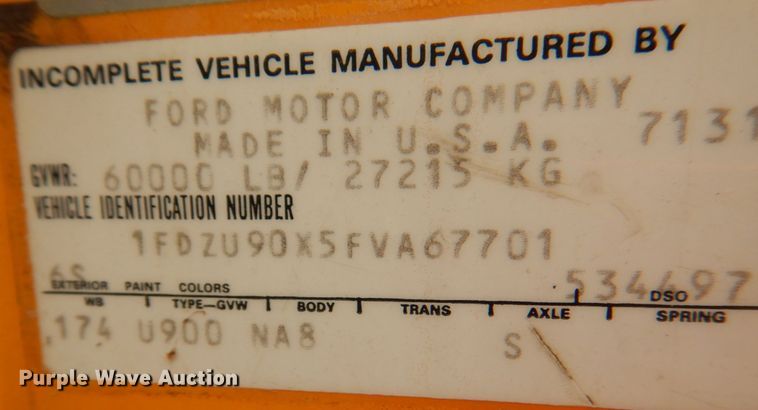 INCOMPLETE VEHICLE MANUFACTURED BY
FORD MOTOR COMPANY
MADE IN U.S.A. 7131
GVWR: 60000 LB/ 27215 KG
VEHICLE IDENTIFICATION NUMBER
1FDZU90X5FVA67701
6S 534697
EXTERIOR PAINT COLORS DSO
WB TYPE—GVW BODY TRANS AXLE SPRING
174 U900 NA8 S
Purple Wave Auction